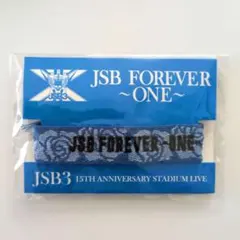 JSB FOREVER
～ONE～
JSB FOREVER ~ONE~
JSB3 15TH ANNIVERSARY STADIUM LIVE